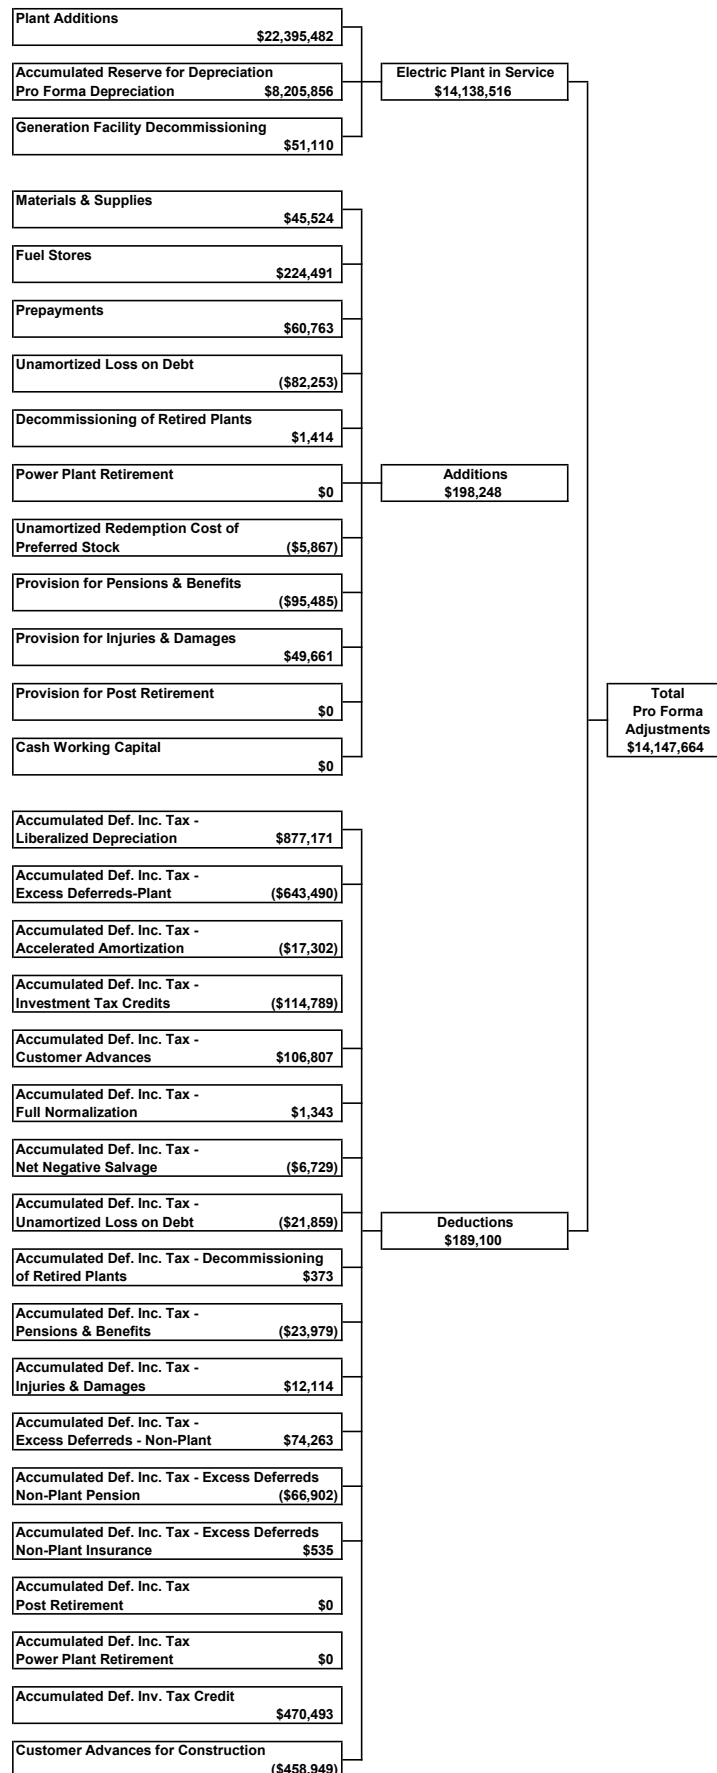 Plant Additions
$22,395,482
Accumulated Reserve for Depreciation
Pro Forma Depreciation $8,205,856
Electric Plant in Service
$14,138,516
Generation Facility Decommissioning
$51,110
Materials & Supplies
$45,524
Fuel Stores
$224,491
Prepayments
$60,763
Unamortized Loss on Debt
($82,253)
Decommissioning of Retired Plants
$1,414
Power Plant Retirement
$0
Additions
$198,248
Unamortized Redemption Cost of
Preferred Stock ($5,867)
Provision for Pensions & Benefits
($95,485)
Provision for Injuries & Damages
$49,661
Provision for Post Retirement
$0
Total
Pro Forma
Adjustments
$14,147,664
Cash Working Capital
$0
Accumulated Def. Inc. Tax -
Liberalized Depreciation $877,171
Accumulated Def. Inc. Tax -
Excess Deferreds-Plant ($643,490)
Accumulated Def. Inc. Tax -
Accelerated Amortization ($17,302)
Accumulated Def. Inc. Tax -
Investment Tax Credits ($114,789)
Accumulated Def. Inc. Tax -
Customer Advances $106,807
Accumulated Def. Inc. Tax -
Full Normalization $1,343
Accumulated Def. Inc. Tax -
Net Negative Salvage ($6,729)
Accumulated Def. Inc. Tax -
Unamortized Loss on Debt ($21,859)
Deductions
$189,100
Accumulated Def. Inc. Tax - Decommissioning
of Retired Plants $373
Accumulated Def. Inc. Tax -
Pensions & Benefits ($23,979)
Accumulated Def. Inc. Tax -
Injuries & Damages $12,114
Accumulated Def. Inc. Tax -
Excess Deferreds - Non-Plant $74,263
Accumulated Def. Inc. Tax - Excess Deferreds
Non-Plant Pension ($66,902)
Accumulated Def. Inc. Tax - Excess Deferreds
Non-Plant Insurance $535
Accumulated Def. Inc. Tax
Post Retirement $0
Accumulated Def. Inc. Tax
Power Plant Retirement $0
Accumulated Def. Inv. Tax Credit
$470,493
Customer Advances for Construction
($458,949)